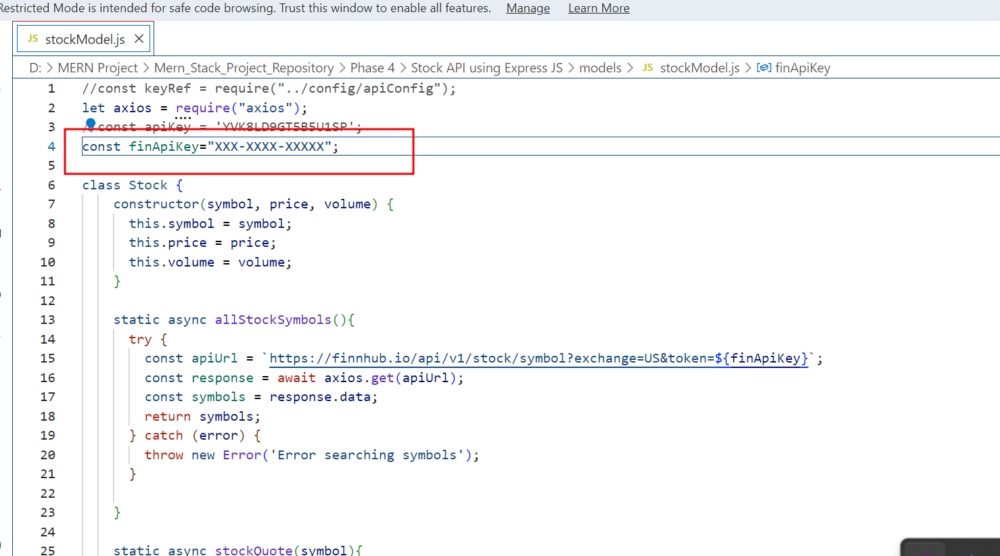 Restricted Mode is intended for safe code browsing. Trust this window to enable all features. Manage Learn More
JS stockModel.js ×
D: > MERN Project > Mern_Stack_Project_Repository > Phase 4 > Stock API using Express JS > models > JS stockModel.js > finApiKey
1 //const keyRef = require("../config/apiConfig");
2 let axios = require("axios");
3 //const apiKey = 'YVK8LD9GT5B5U1SP';
4 const finApiKey="XXX-XXXX-XXXXX";
5
6 class Stock {
7 constructor(symbol, price, volume) {
8 this.symbol = symbol;
9 this.price = price;
10 this.volume = volume;
11 }
12
13 static async allStockSymbols(){
14 try {
15 const apiUrl = `https://finnhub.io/api/v1/stock/symbol?exchange=US&token=${finApiKey}`;
16 const response = await axios.get(apiUrl);
17 const symbols = response.data;
18 return symbols;
19 } catch (error) {
20 throw new Error('Error searching symbols');
21 }
22
23 }
24
25 static async stockQuote(symbol){